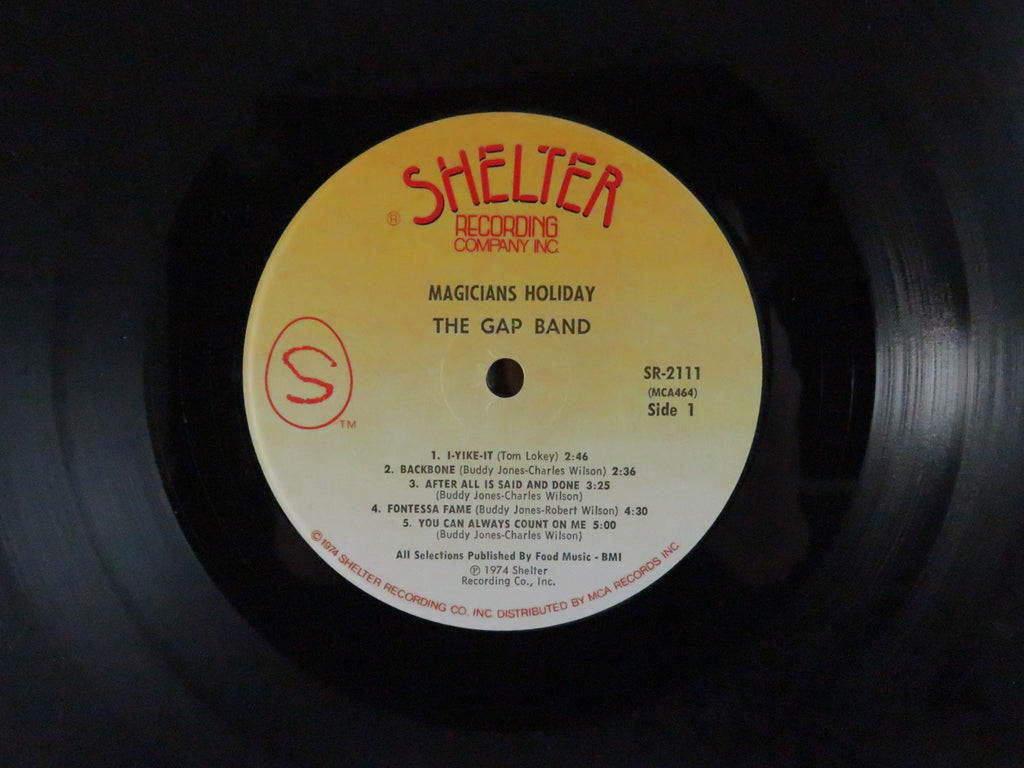 SHELTER
®
RECORDING
COMPANY INC.
MAGICIANS HOLIDAY
THE GAP BAND
S
TM
SR-2111
(MCA464)
Side 1
1. I-YIKE-IT (Tom Lokey) 2:46
2. BACKBONE (Buddy Jones-Charles Wilson) 2:36
3. AFTER ALL IS SAID AND DONE 3:25
(Buddy Jones-Charles Wilson)
4. FONTESSA FAME (Buddy Jones-Robert Wilson) 4:30
5. YOU CAN ALWAYS COUNT ON ME 5:00
(Buddy Jones-Charles Wilson)
All Selections Published By Food Music - BMI
℗ 1974 Shelter
Recording Co., Inc.
©1974 SHELTER RECORDING CO. INC DISTRIBUTED BY MCA RECORDS INC.